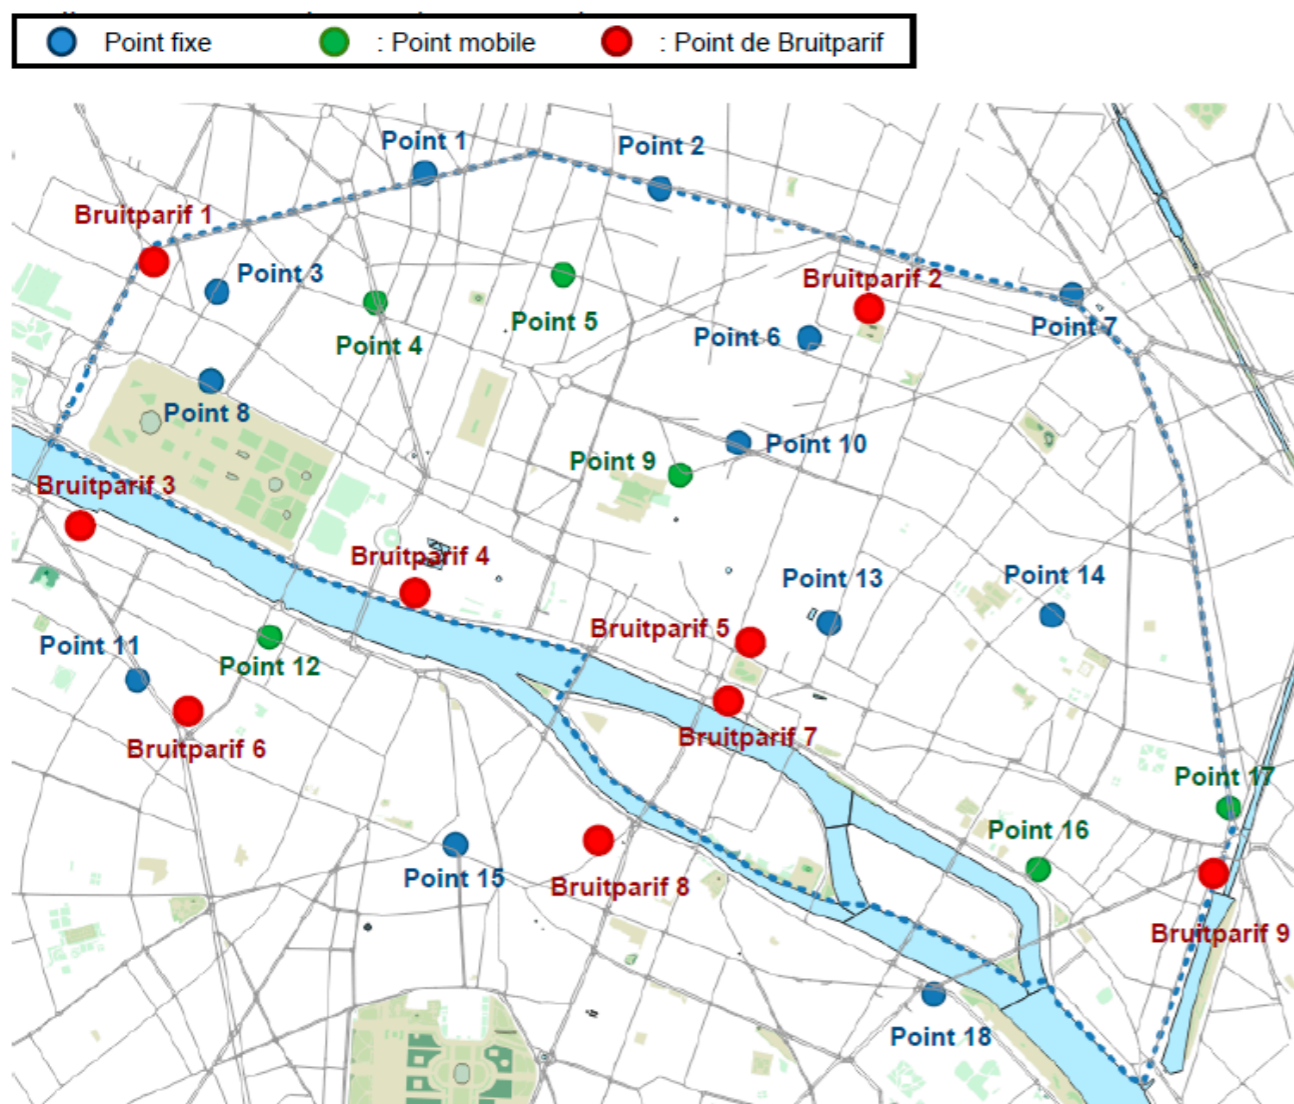 Point fixe : Point mobile : Point de Bruitparif
Point 1
Point 2
Bruitparif 1
Point 3
Bruitparif 2
Point 5
Point 7
Point 6
Point 4
Point 8
Point 10
Point 9
Bruitparif 3
Bruitparif 4
Point 14
Point 13
Bruitparif 5
Point 11
Point 12
Bruitparif 7
Bruitparif 6
Point 17
Point 16
Point 15
Bruitparif 8
Bruitparif 9
Point 18